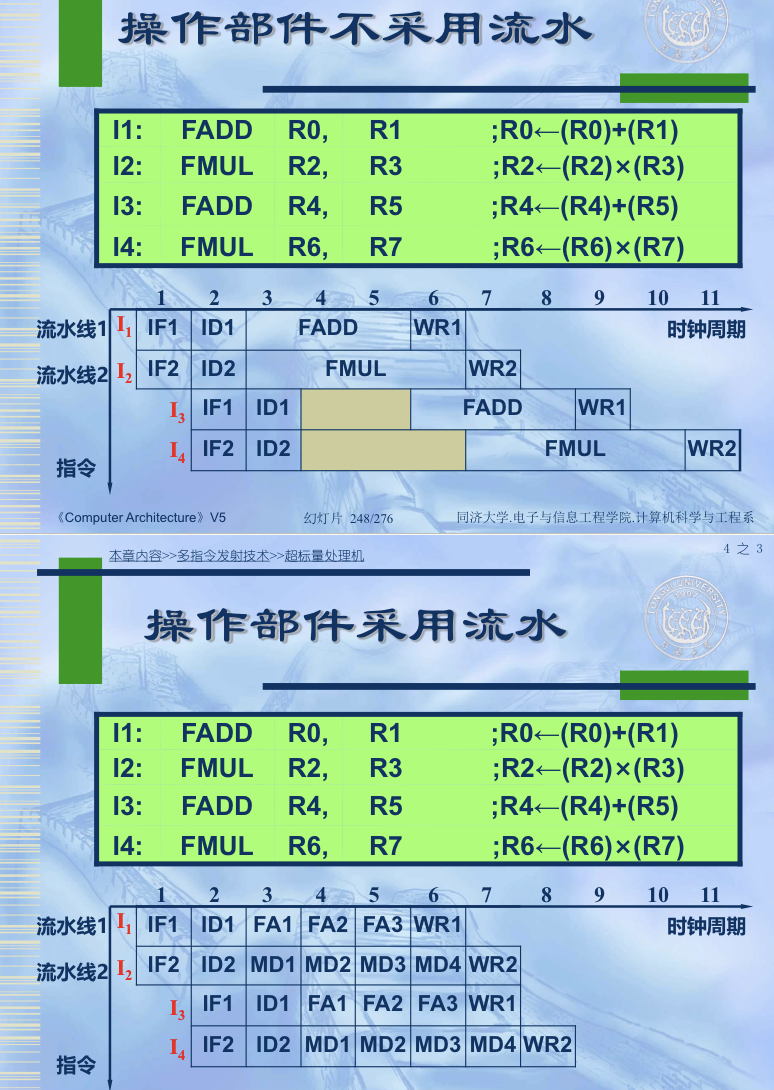 操作部件不采用流水
I1: FADD R0, R1 ;R0←(R0)+(R1)
I2: FMUL R2, R3 ;R2←(R2)×(R3)
I3: FADD R4, R5 ;R4←(R4)+(R5)
I4: FMUL R6, R7 ;R6←(R6)×(R7)
1 2 3 4 5 6 7 8 9 10 11
流水线1 I1 IF1 ID1 FADD WR1 时钟周期
流水线2 I2 IF2 ID2 FMUL WR2
I3 IF1 ID1 FADD WR1
I4 IF2 ID2 FMUL WR2
指令
《Computer Architecture》V5 幻灯片 248/276 同济大学.电子与信息工程学院.计算机科学与工程系
本章内容>>多指令发射技术>>超标量处理机 4 之 3
操作部件采用流水
I1: FADD R0, R1 ;R0←(R0)+(R1)
I2: FMUL R2, R3 ;R2←(R2)×(R3)
I3: FADD R4, R5 ;R4←(R4)+(R5)
I4: FMUL R6, R7 ;R6←(R6)×(R7)
1 2 3 4 5 6 7 8 9 10 11
流水线1 I1 IF1 ID1 FA1 FA2 FA3 WR1 时钟周期
流水线2 I2 IF2 ID2 MD1 MD2 MD3 MD4 WR2
I3 IF1 ID1 FA1 FA2 FA3 WR1
I4 IF2 ID2 MD1 MD2 MD3 MD4 WR2
指令